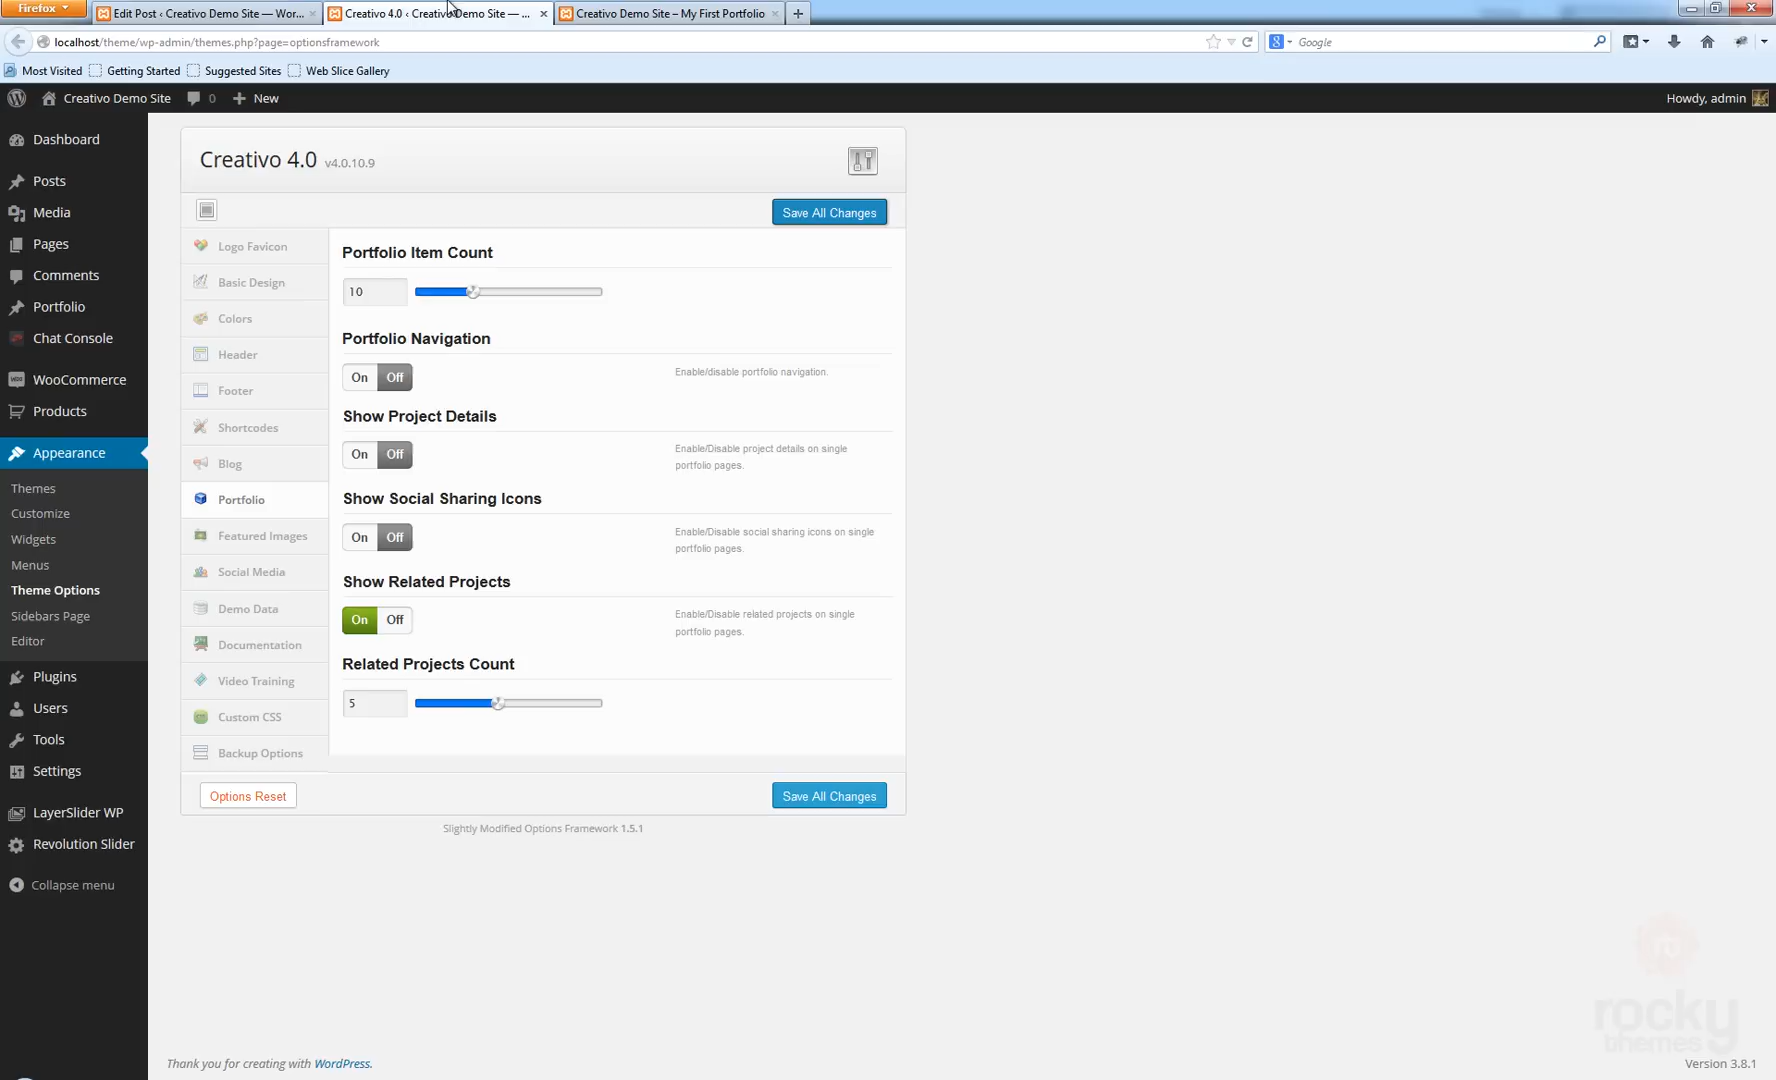 Firefox
Edit Post ‹ Creativo Demo Site — Wor...
Creativo 4.0 ‹ Creativo Demo Site — ...
Creativo Demo Site – My First Portfolio
localhost/theme/wp-admin/themes.php?page=optionsframework
Google
Most Visited
Getting Started
Suggested Sites
Web Slice Gallery
Creativo Demo Site
0
New
Howdy, admin
Dashboard
Posts
Media
Pages
Comments
Portfolio
Chat Console
WooCommerce
Products
Appearance
Themes
Customize
Widgets
Menus
Theme Options
Sidebars Page
Editor
Plugins
Users
Tools
Settings
LayerSlider WP
Revolution Slider
Collapse menu
Creativo 4.0 v4.0.10.9
Save All Changes
Logo Favicon
Basic Design
Colors
Header
Footer
Shortcodes
Blog
Portfolio
Featured Images
Social Media
Demo Data
Documentation
Video Training
Custom CSS
Backup Options
Portfolio Item Count
10
Portfolio Navigation
On Off
Enable/disable portfolio navigation.
Show Project Details
On Off
Enable/Disable project details on single
portfolio pages.
Show Social Sharing Icons
On Off
Enable/Disable social sharing icons on single
portfolio pages.
Show Related Projects
On Off
Enable/Disable related projects on single
portfolio pages.
Related Projects Count
5
Options Reset
Save All Changes
Slightly Modified Options Framework 1.5.1
rocky
themes
Thank you for creating with WordPress.
Version 3.8.1